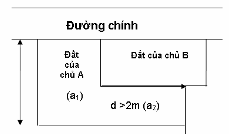 Đường chính
Đất
của
chủ A
(a₁)
Đất của chủ B
d >2m (a₂)